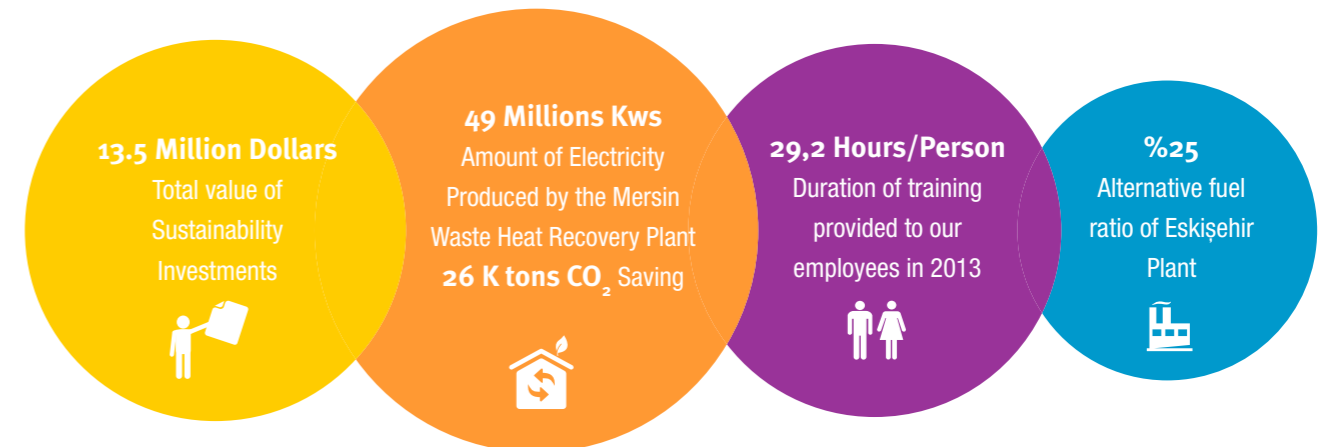 13.5 Million Dollars
Total value of
Sustainability
Investments
49 Millions Kws
Amount of Electricity
Produced by the Mersin
Waste Heat Recovery Plant
26 K tons CO₂ Saving
29,2 Hours/Person
Duration of training
provided to our
employees in 2013
%25
Alternative fuel
ratio of Eskişehir
Plant